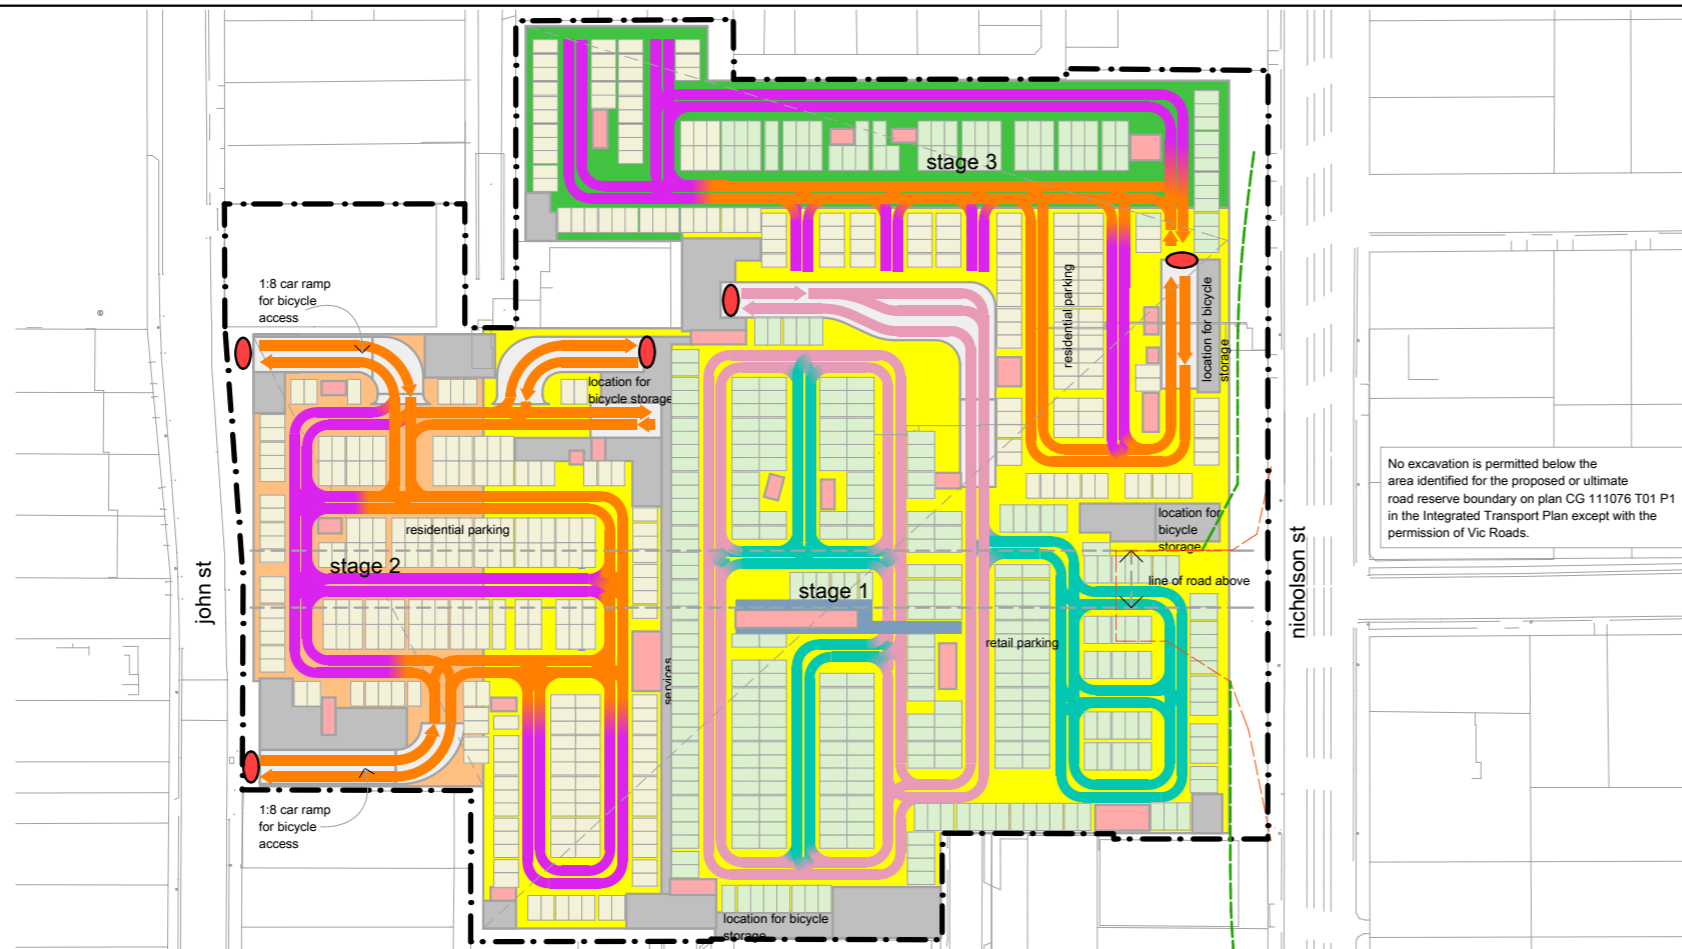 stage 3
1:8 car ramp
for bicycle
access
residential parking
location for bicycle
storage
location for
bicycle storage
No excavation is permitted below the
area identified for the proposed or ultimate
road reserve boundary on plan CG 111076 T01 P1
in the Integrated Transport Plan except with the
permission of Vic Roads.
location for
bicycle
storage
residential parking
john st
stage 2
nicholson st
line of road above
stage 1
retail parking
services
1:8 car ramp
for bicycle
access
location for bicycle
storage